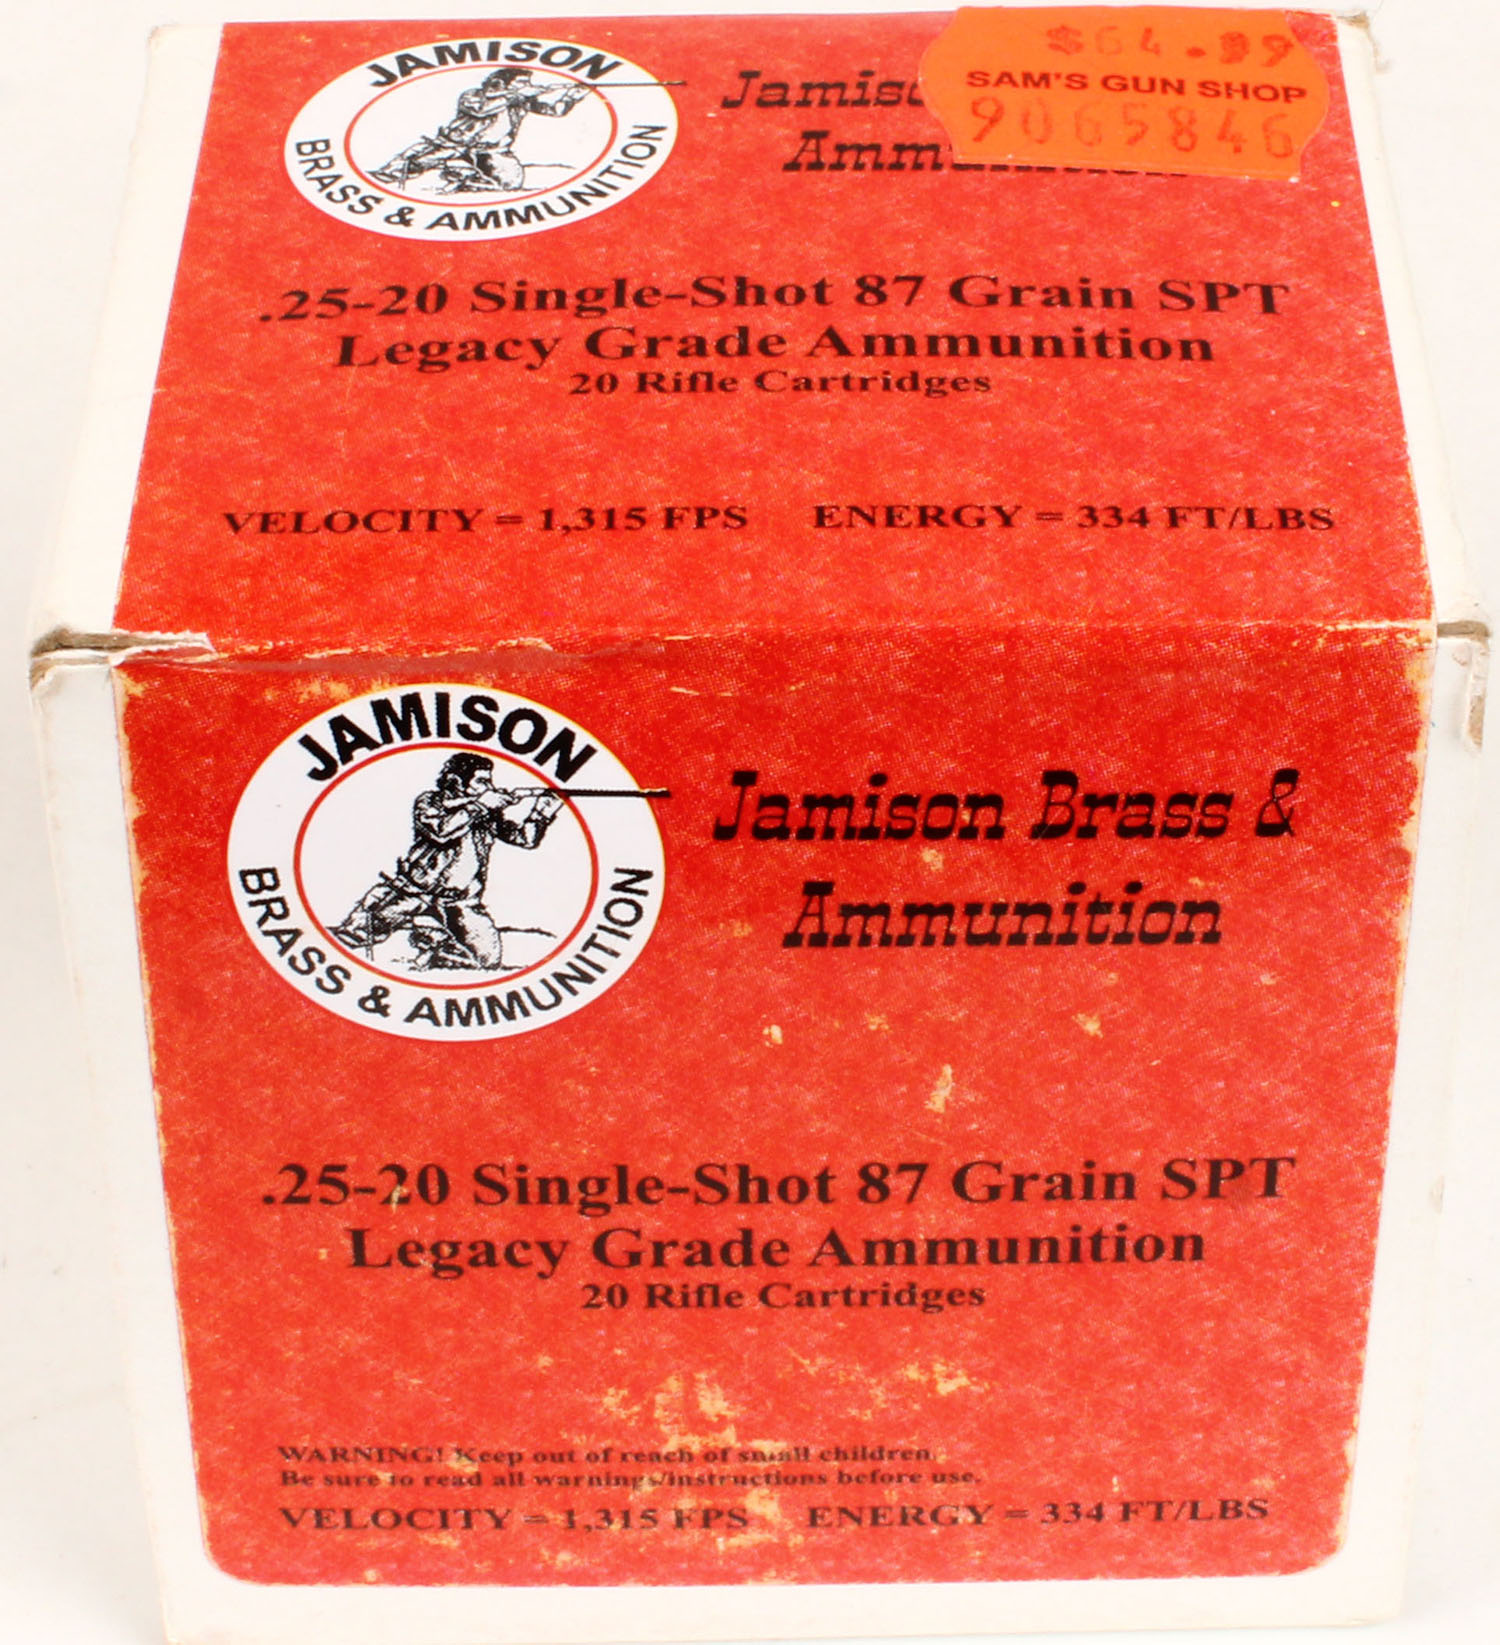 JAMISON
BRASS & AMMUNITION
$64.99
SAM'S GUN SHOP
9065846
.25-20 Single-Shot 87 Grain SPT
Legacy Grade Ammunition
20 Rifle Cartridges
VELOCITY = 1,315 FPS ENERGY = 334 FT/LBS
JAMISON
BRASS & AMMUNITION
Jamison Brass &
Ammunition
.25-20 Single-Shot 87 Grain SPT
Legacy Grade Ammunition
20 Rifle Cartridges
WARNING! Keep out of reach of small children.
Be sure to read all warnings/instructions before use.
VELOCITY = 1,315 FPS ENERGY = 334 FT/LBS